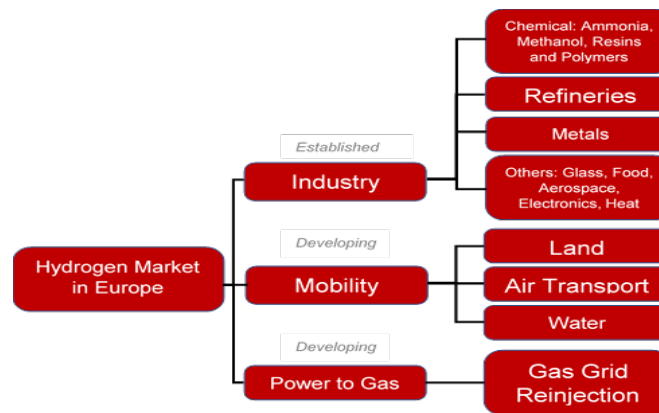 Chemical: Ammonia,
Methanol, Resins
and Polymers
Refineries
Metals
Established
Industry
Others: Glass, Food,
Aerospace,
Electronics, Heat
Hydrogen Market
in Europe
Developing
Mobility
Land
Air Transport
Water
Developing
Power to Gas
Gas Grid
Reinjection